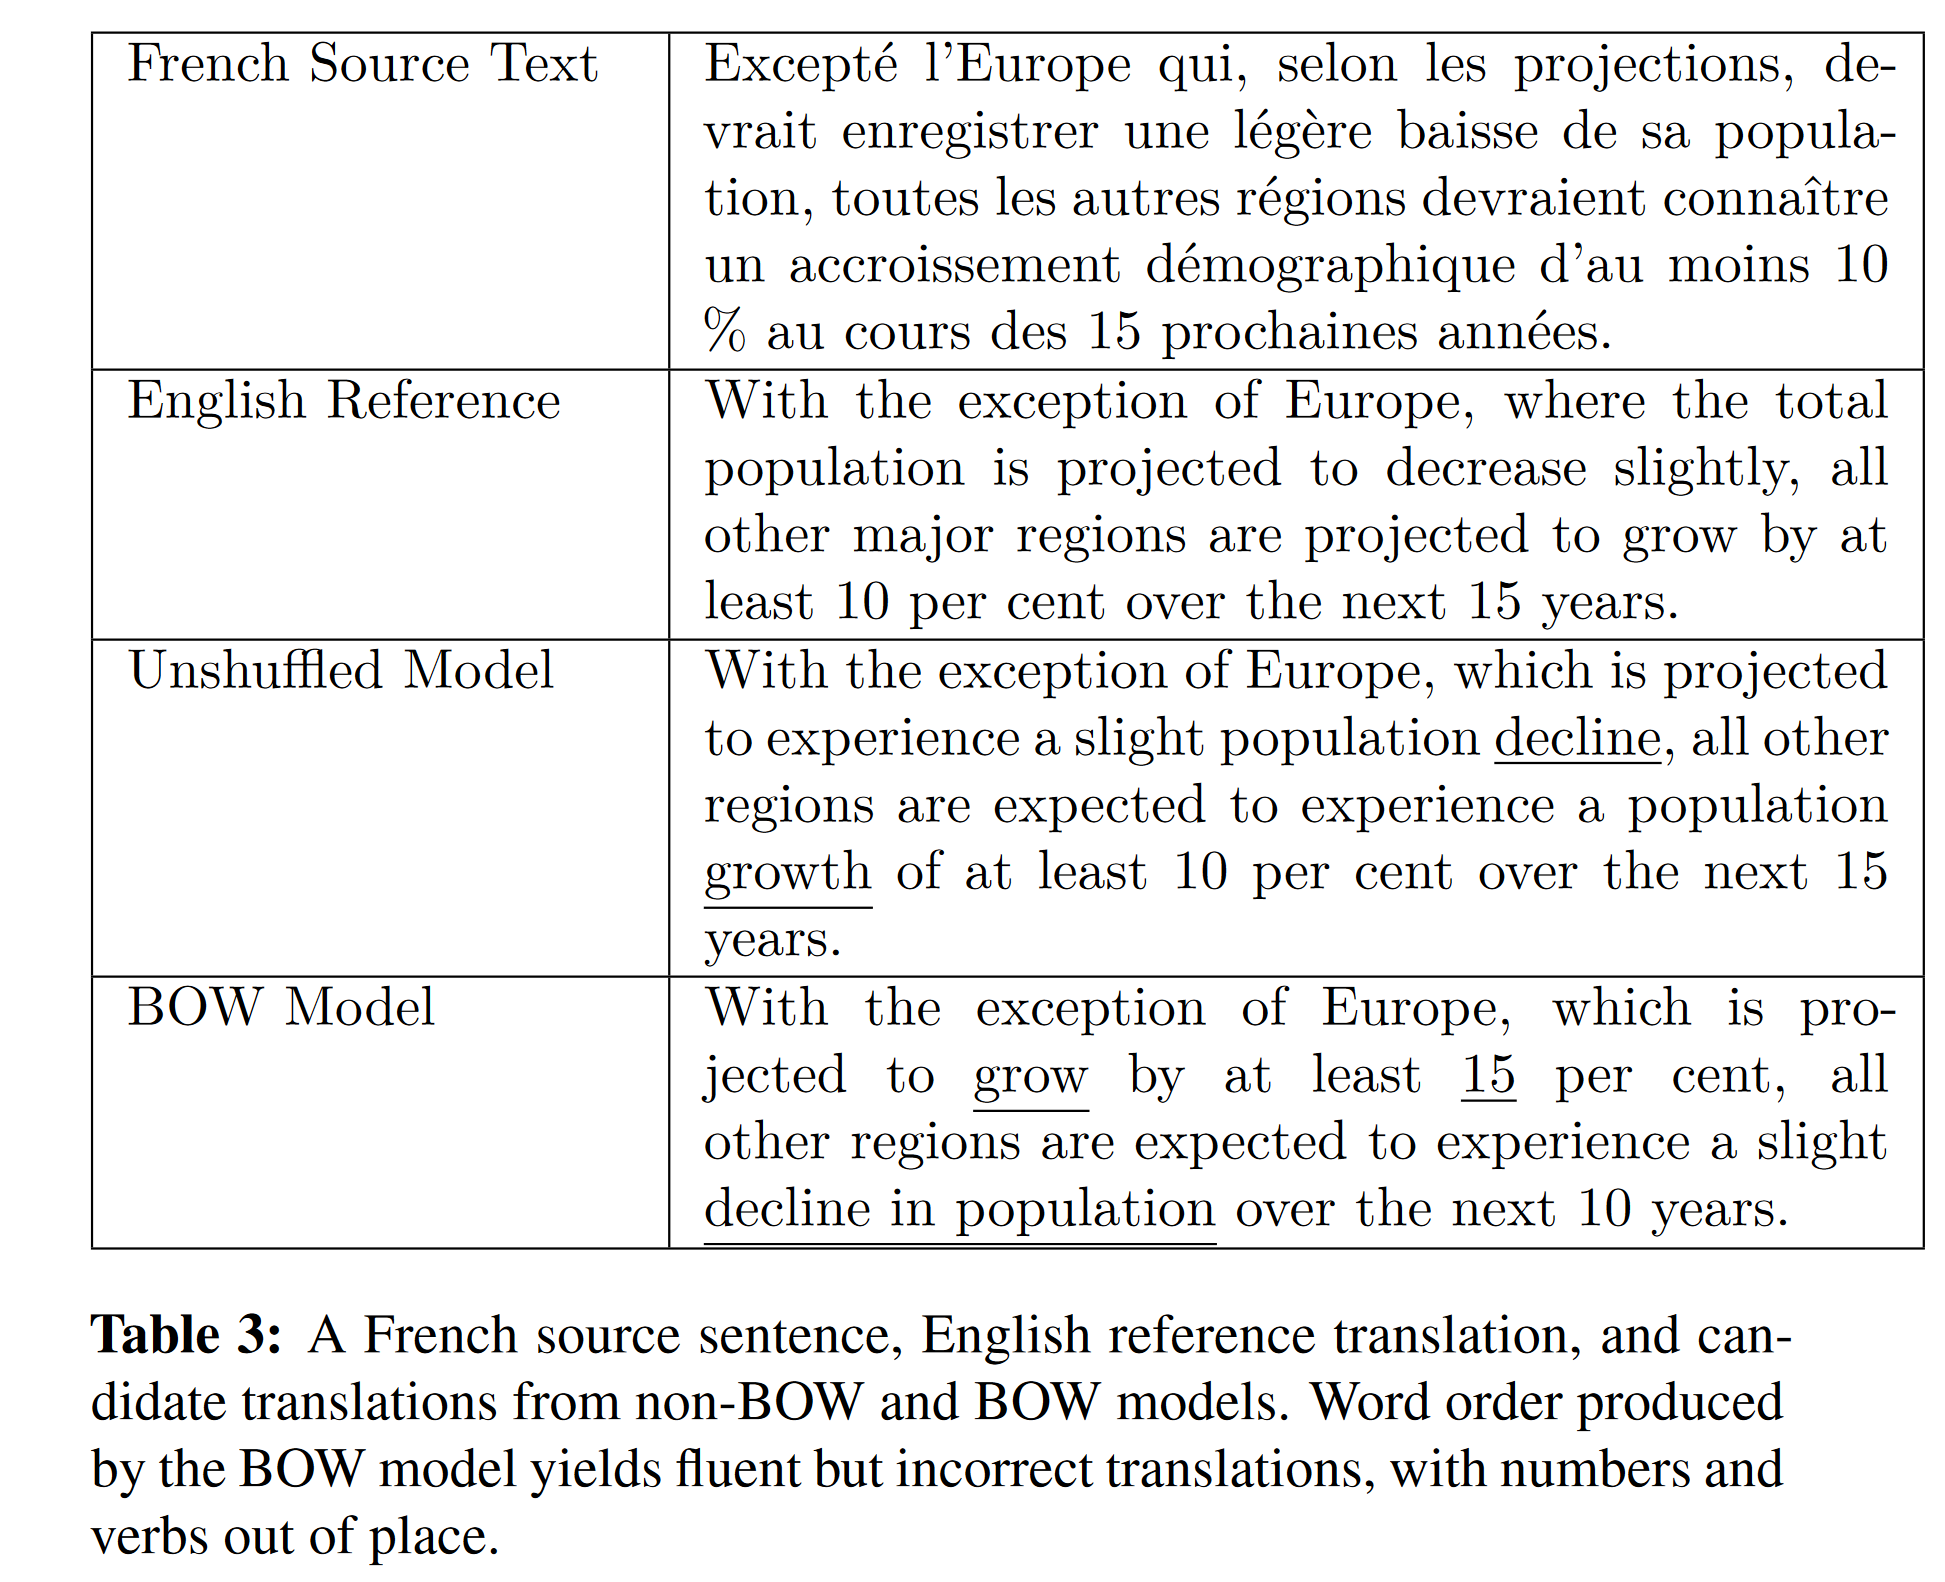 French Source Text
Excepté l'Europe qui, selon les projections, de-
vrait enregistrer une légère baisse de sa popula-
tion, toutes les autres régions devraient connaître
un accroissement démographique d'au moins 10
% au cours des 15 prochaines années.
English Reference
With the exception of Europe, where the total
population is projected to decrease slightly, all
other major regions are projected to grow by at
least 10 per cent over the next 15 years.
Unshuffled Model
With the exception of Europe, which is projected
to experience a slight population decline, all other
regions are expected to experience a population
growth of at least 10 per cent over the next 15
years.
BOW Model
With the exception of Europe, which is pro-
jected to grow by at least 15 per cent, all
other regions are expected to experience a slight
decline in population over the next 10 years.
Table 3: A French source sentence, English reference translation, and can-
didate translations from non-BOW and BOW models. Word order produced
by the BOW model yields fluent but incorrect translations, with numbers and
verbs out of place.